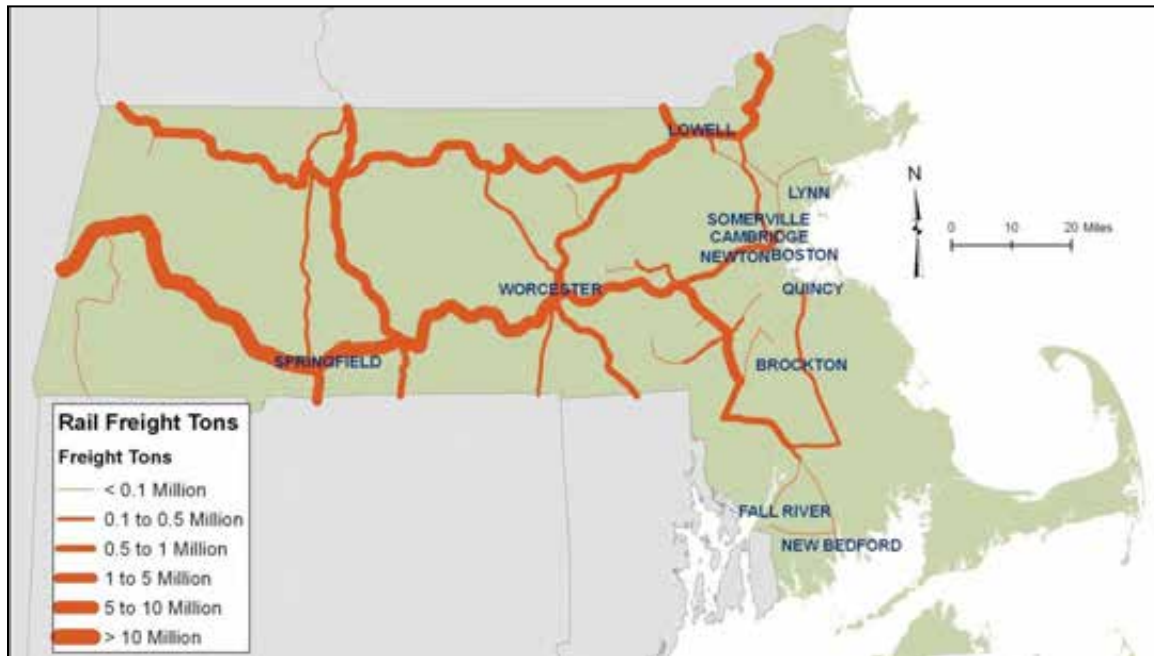 LOWELL
LYNN
SOMERVILLE
CAMBRIDGE
NEWTON
BOSTON
WORCESTER
QUINCY
SPRINGFIELD
BROCKTON
FALL RIVER
NEW BEDFORD
N
0 10 20 Miles
Rail Freight Tons
Freight Tons
< 0.1 Million
0.1 to 0.5 Million
0.5 to 1 Million
1 to 5 Million
5 to 10 Million
> 10 Million